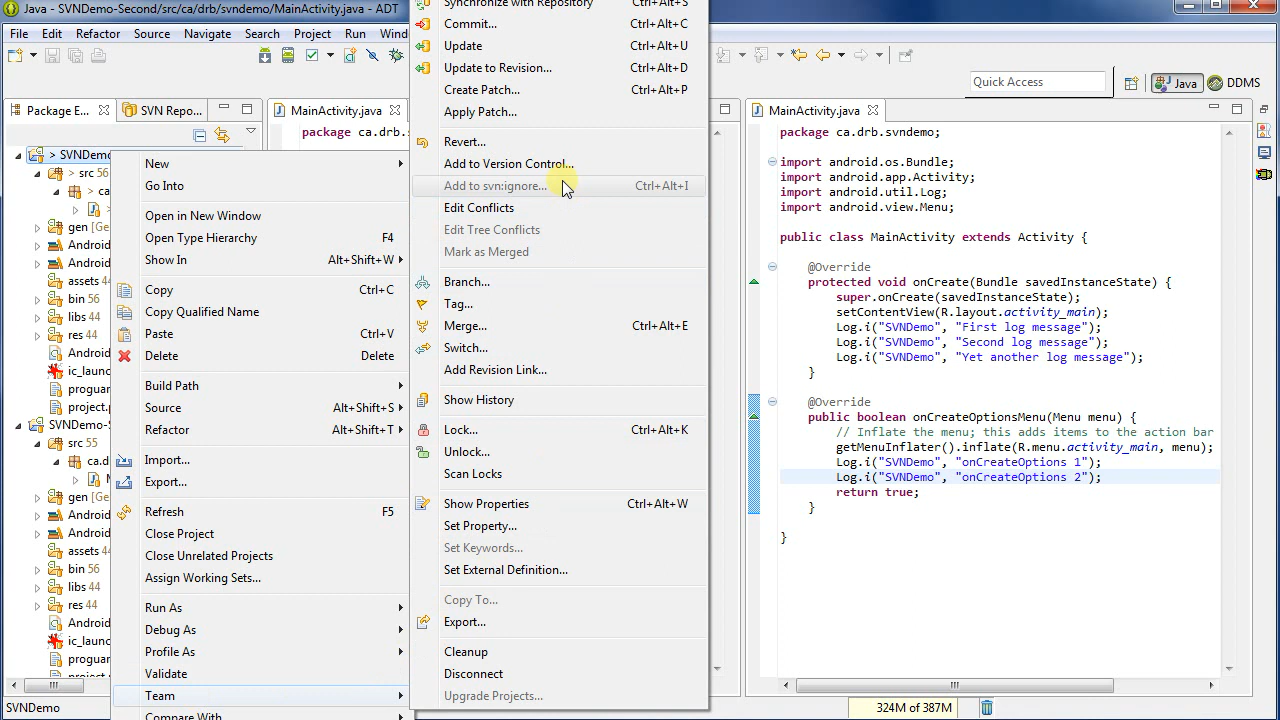 Java - SVNDemo-Second/src/ca/drb/svndemo/MainActivity.java - ADT
File Edit Refactor Source Navigate Search Project Run
Quick Access
Java
DDMS
Package E...
SVN Repo...
MainActivity.java
MainActivity.java
> SVNDemo
> src 56
> ca
gen [Ge
Android
Android
assets 4
bin 56
libs 44
res 44
Android
ic_laun
proguar
project.p
SVNDemo-S
src 55
ca.d
gen [Ge
Android
Android
assets 4
bin 56
libs 44
res 44
Android
ic_laun
proguar
SVNDemo
New
Go Into
Open in New Window
Open Type Hierarchy F4
Show In Alt+Shift+W
Copy Ctrl+C
Copy Qualified Name
Paste Ctrl+V
Delete Delete
Build Path
Source Alt+Shift+S
Refactor Alt+Shift+T
Import...
Export...
Refresh F5
Close Project
Close Unrelated Projects
Assign Working Sets...
Run As
Debug As
Profile As
Validate
Team
Compare With
Synchronize with Repository Ctrl+Alt+S
Commit... Ctrl+Alt+C
Update Ctrl+Alt+U
Update to Revision... Ctrl+Alt+D
Create Patch... Ctrl+Alt+P
Apply Patch...
Revert...
Add to Version Control...
Add to svn:ignore... Ctrl+Alt+I
Edit Conflicts
Edit Tree Conflicts
Mark as Merged
Branch...
Tag...
Merge... Ctrl+Alt+E
Switch...
Add Revision Link...
Show History
Lock... Ctrl+Alt+K
Unlock...
Scan Locks
Show Properties Ctrl+Alt+W
Set Property...
Set Keywords...
Set External Definition...
Copy To...
Export...
Cleanup
Disconnect
Upgrade Projects...
package ca.drb.s
package ca.drb.svndemo;
import android.os.Bundle;
import android.app.Activity;
import android.util.Log;
import android.view.Menu;
public class MainActivity extends Activity {
@Override
protected void onCreate(Bundle savedInstanceState) {
super.onCreate(savedInstanceState);
setContentView(R.layout.activity_main);
Log.i("SVNDemo", "First log message");
Log.i("SVNDemo", "Second log message");
Log.i("SVNDemo", "Yet another log message");
}
@Override
public boolean onCreateOptionsMenu(Menu menu) {
// Inflate the menu; this adds items to the action bar
getMenuInflater().inflate(R.menu.activity_main, menu);
Log.i("SVNDemo", "onCreateOptions 1");
Log.i("SVNDemo", "onCreateOptions 2");
return true;
}
}
324M of 387M